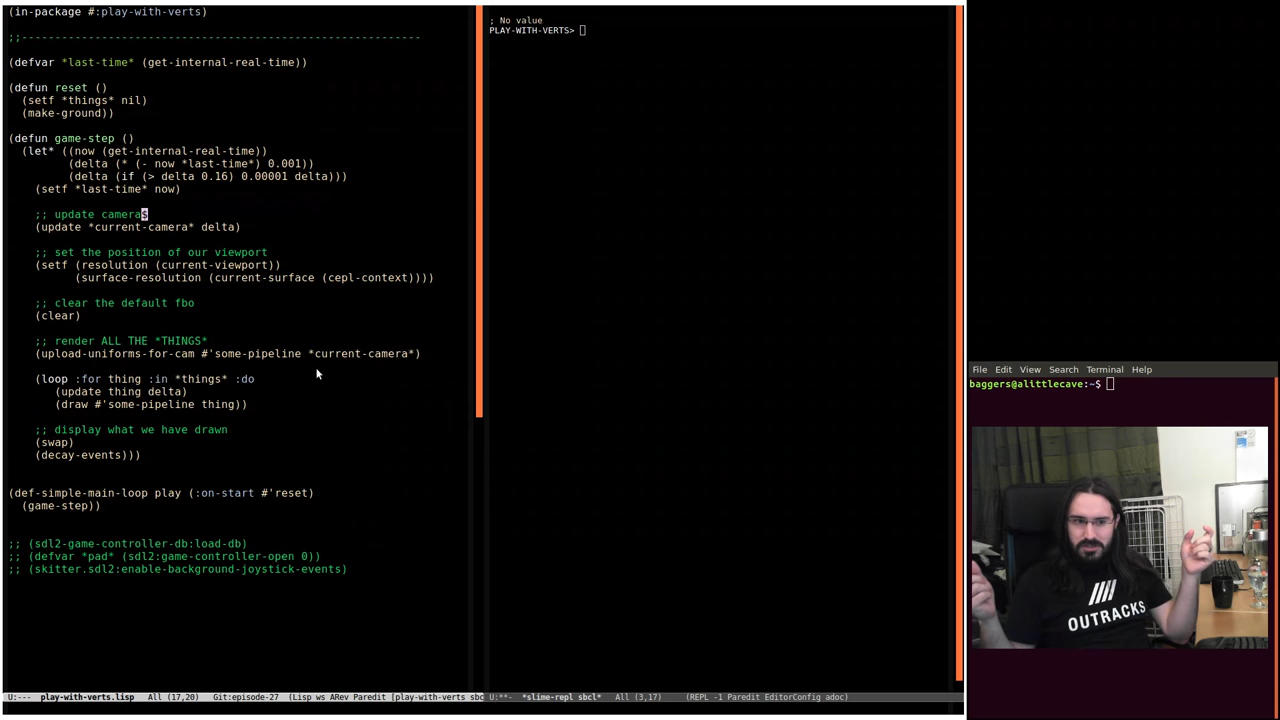 (in-package #:play-with-verts)
;;------------------------------------------------------------
(defvar *last-time* (get-internal-real-time))
(defun reset ()
  (setf *things* nil)
  (make-ground))
(defun game-step ()
  (let* ((now (get-internal-real-time))
         (delta (* (- now *last-time*) 0.001))
         (delta (if (> delta 0.16) 0.00001 delta)))
    (setf *last-time* now)
    ;; update camera$
    (update *current-camera* delta)
    ;; set the position of our viewport
    (setf (resolution (current-viewport))
          (surface-resolution (current-surface (cepl-context))))
    ;; clear the default fbo
    (clear)
    ;; render ALL THE *THINGS*
    (upload-uniforms-for-cam #'some-pipeline *current-camera*)
    (loop :for thing :in *things* :do
       (update thing delta)
       (draw #'some-pipeline thing))
    ;; display what we have drawn
    (swap)
    (decay-events)))
(def-simple-main-loop play (:on-start #'reset)
  (game-step))
;; (sdl2-game-controller-db:load-db)
;; (defvar *pad* (sdl2:game-controller-open 0))
;; (skitter.sdl2:enable-background-joystick-events)
U:---  play-with-verts.lisp   All (17,20)   Git:episode-27  (Lisp ws ARev Paredit [play-with-verts sbc
; No value
PLAY-WITH-VERTS>
U:**-  *slime-repl sbcl*   All (3,17)     (REPL -1 Paredit EditorConfig adoc)
File Edit View Search Terminal Help
baggers@alittlecave:~$
OUTRACKS